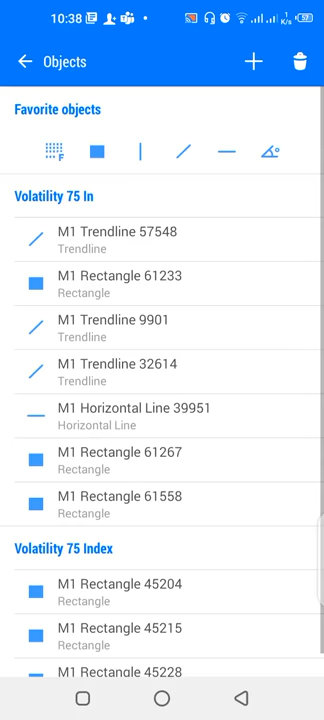 10:38
1
K/s
57
Objects
Favorite objects
F
Volatility 75 In
M1 Trendline 57548
Trendline
M1 Rectangle 61233
Rectangle
M1 Trendline 9901
Trendline
M1 Trendline 32614
Trendline
M1 Horizontal Line 39951
Horizontal Line
M1 Rectangle 61267
Rectangle
M1 Rectangle 61558
Rectangle
Volatility 75 Index
M1 Rectangle 45204
Rectangle
M1 Rectangle 45215
Rectangle
M1 Rectangle 45228